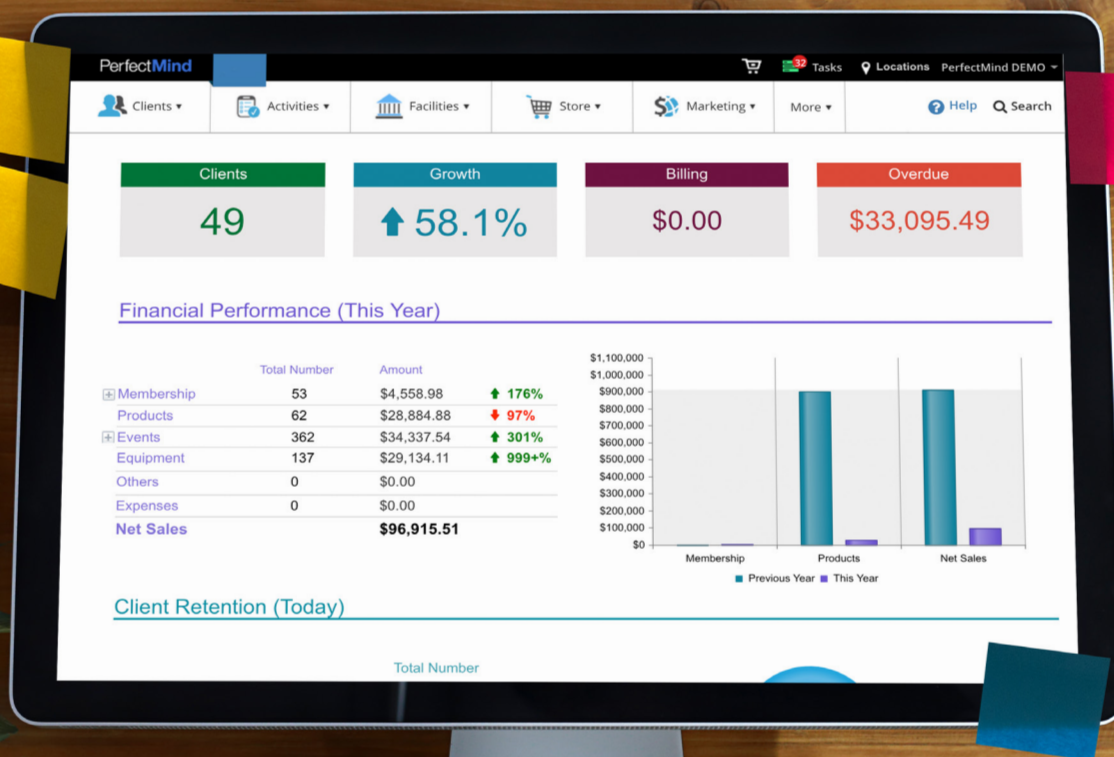 PerfectMind
32 Tasks Locations PerfectMind DEMO
Clients Activities Facilities Store Marketing More Help Search
Clients Growth Billing Overdue
49 58.1% $0.00 $33,095.49
Financial Performance (This Year)
Total Number Amount
Membership 53 $4,558.98 176%
Products 62 $28,884.88 97%
Events 362 $34,337.54 301%
Equipment 137 $29,134.11 999+%
Others 0 $0.00
Expenses 0 $0.00
Net Sales $96,915.51
$1,100,000
$1,000,000
$900,000
$800,000
$700,000
$600,000
$500,000
$400,000
$300,000
$200,000
$100,000
$0
Membership Products Net Sales
Previous Year This Year
Client Retention (Today)
Total Number